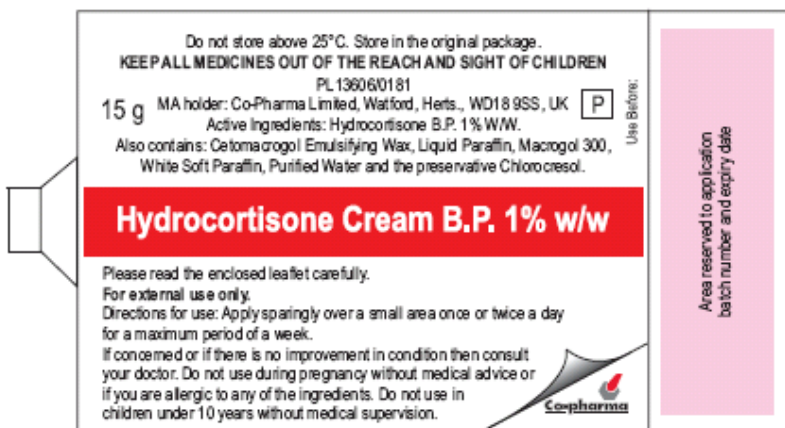 Do not store above 25°C. Store in the original package.
KEEP ALL MEDICINES OUT OF THE REACH AND SIGHT OF CHILDREN
PL 13606/0181
15 g
MA holder: Co-Pharma Limited, Watford, Herts., WD18 9SS, UK
P
Active Ingredients: Hydrocortisone B.P. 1% W/W.
Also contains: Cetomacrogol Emulsifying Wax, Liquid Paraffin, Macrogol 300,
White Soft Paraffin, Purified Water and the preservative Chlorocresol.
Use Before:
Hydrocortisone Cream B.P. 1% w/w
Please read the enclosed leaflet carefully.
For external use only.
Directions for use: Apply sparingly over a small area once or twice a day
for a maximum period of a week.
If concerned or if there is no improvement in condition then consult
your doctor. Do not use during pregnancy without medical advice or
if you are allergic to any of the ingredients. Do not use in
children under 10 years without medical supervision.
Co-pharma
Area reserved to application
batch number and expiry date